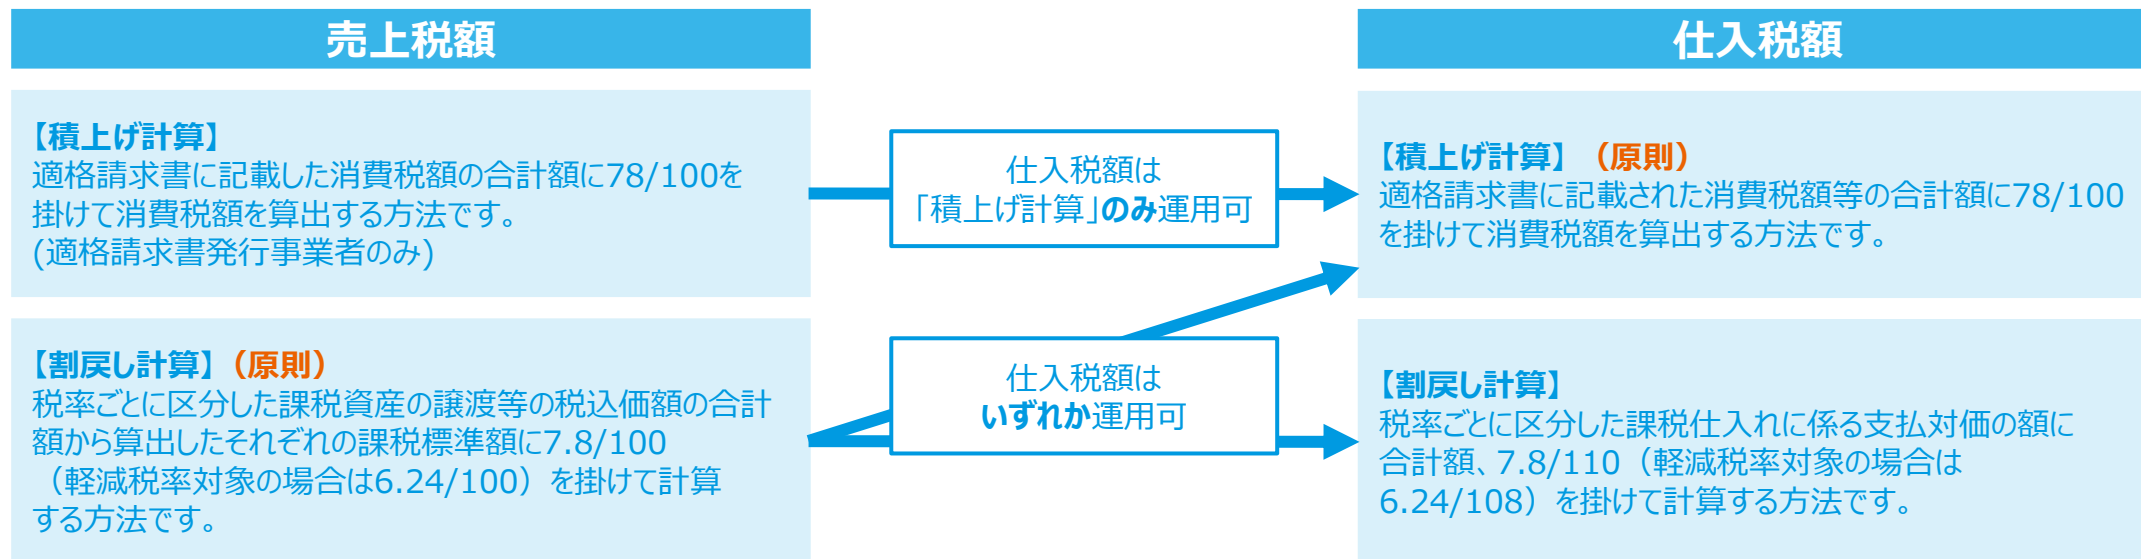 売上税額
【積上げ計算】
適格請求書に記載した消費税額の合計額に78/100を
掛けて消費税額を算出する方法です。
(適格請求書発行事業者のみ)
【割戻し計算】（原則）
税率ごとに区分した課税資産の譲渡等の税込価額の合計
額から算出したそれぞれの課税標準額に7.8/100
（軽減税率対象の場合は6.24/100）を掛けて計算
する方法です。
仕入税額は
「積上げ計算」のみ運用可
仕入税額は
いずれか運用可
仕入税額
【積上げ計算】（原則）
適格請求書に記載された消費税額等の合計額に78/100
を掛けて消費税額を算出する方法です。
【割戻し計算】
税率ごとに区分した課税仕入れに係る支払対価の額に
合計額、7.8/110（軽減税率対象の場合は
6.24/108）を掛けて計算する方法です。